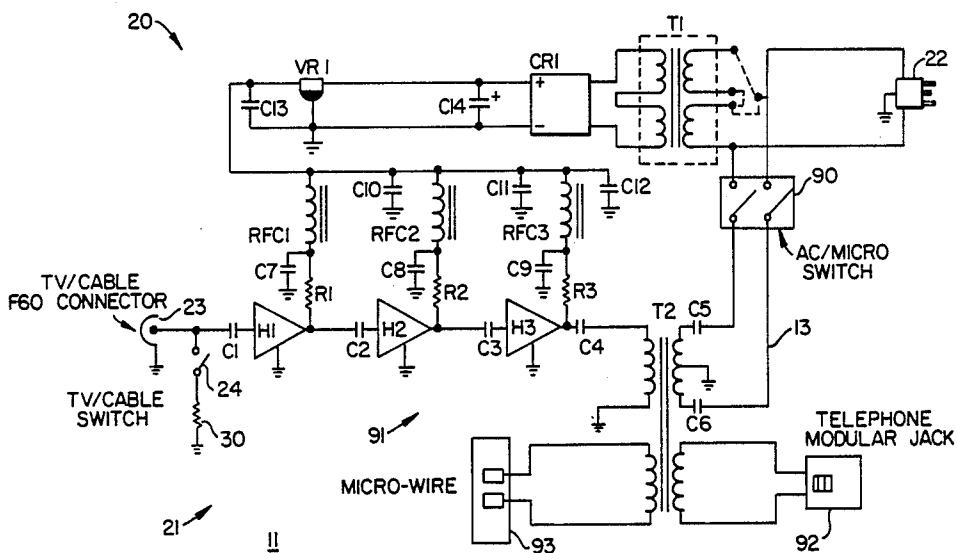 20
T1
VR1
CR1
22
C13
C14
+
+
−
C10
C11
C12
90
RFC1
RFC2
RFC3
AC/MICRO
SWITCH
C7
C8
C9
TV/CABLE
F60 CONNECTOR
23
R1
R2
R3
T2
C5
13
H1
H2
H3
C1
C2
C3
C4
24
TV/CABLE
SWITCH
30
91
C6
TELEPHONE
MODULAR JACK
MICRO-WIRE
21
11
93
92